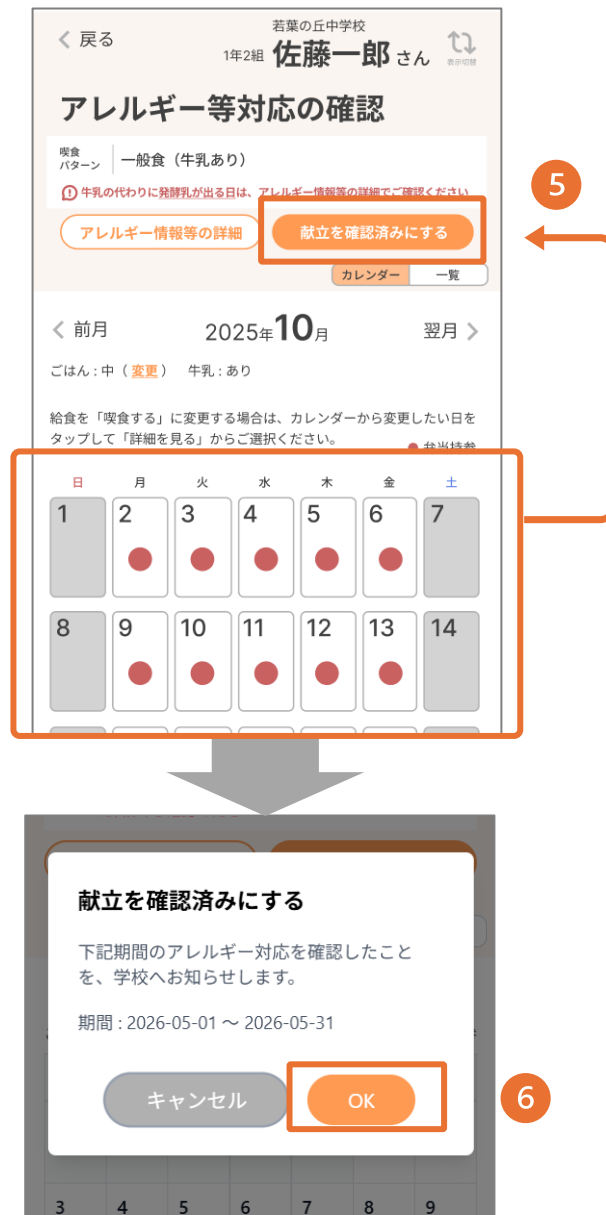 戻る
若葉の丘中学校
1年2組 佐藤一郎 さん
表示切替
アレルギー等対応の確認
喫食
パターン
一般食（牛乳あり）
牛乳の代わりに発酵乳が出る日は、アレルギー情報等の詳細でご確認ください
5
アレルギー情報等の詳細
献立を確認済みにする
カレンダー 一覧
前月 2025年10月 翌月
ごはん : 中（変更） 牛乳 : あり
給食を「喫食する」に変更する場合は、カレンダーから変更したい日を
タップして「詳細を見る」からご選択ください。
弁当持参
日 月 火 水 木 金 土
1 2 3 4 5 6 7
8 9 10 11 12 13 14
献立を確認済みにする
下記期間のアレルギー対応を確認したこと
を、学校へお知らせします。
期間 : 2026-05-01 ～ 2026-05-31
キャンセル OK
6
3 4 5 6 7 8 9